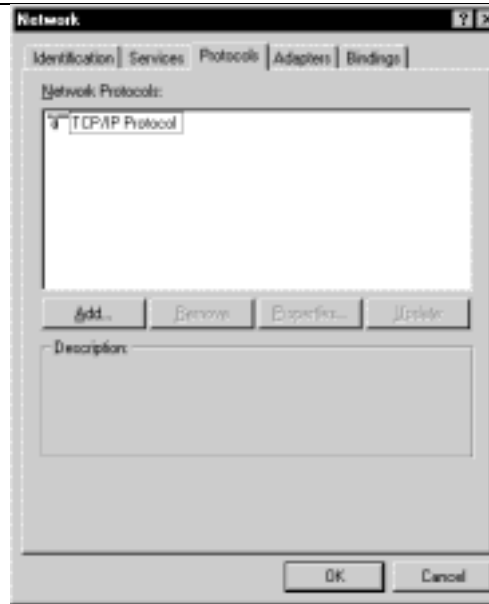 Network
Identification Services Protocols Adapters Bindings
Network Protocols:
TCP/IP Protocol
Add... Remove Properties... Update
Description:
OK Cancel